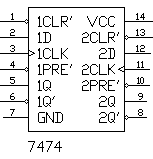 1 1CLR' VCC 14
2 1D 2CLR' 13
3 1CLK 2D 12
4 1PRE' 2CLK 11
5 1Q 2PRE' 10
6 1Q' 2Q 9
7 GND 2Q' 8
7474